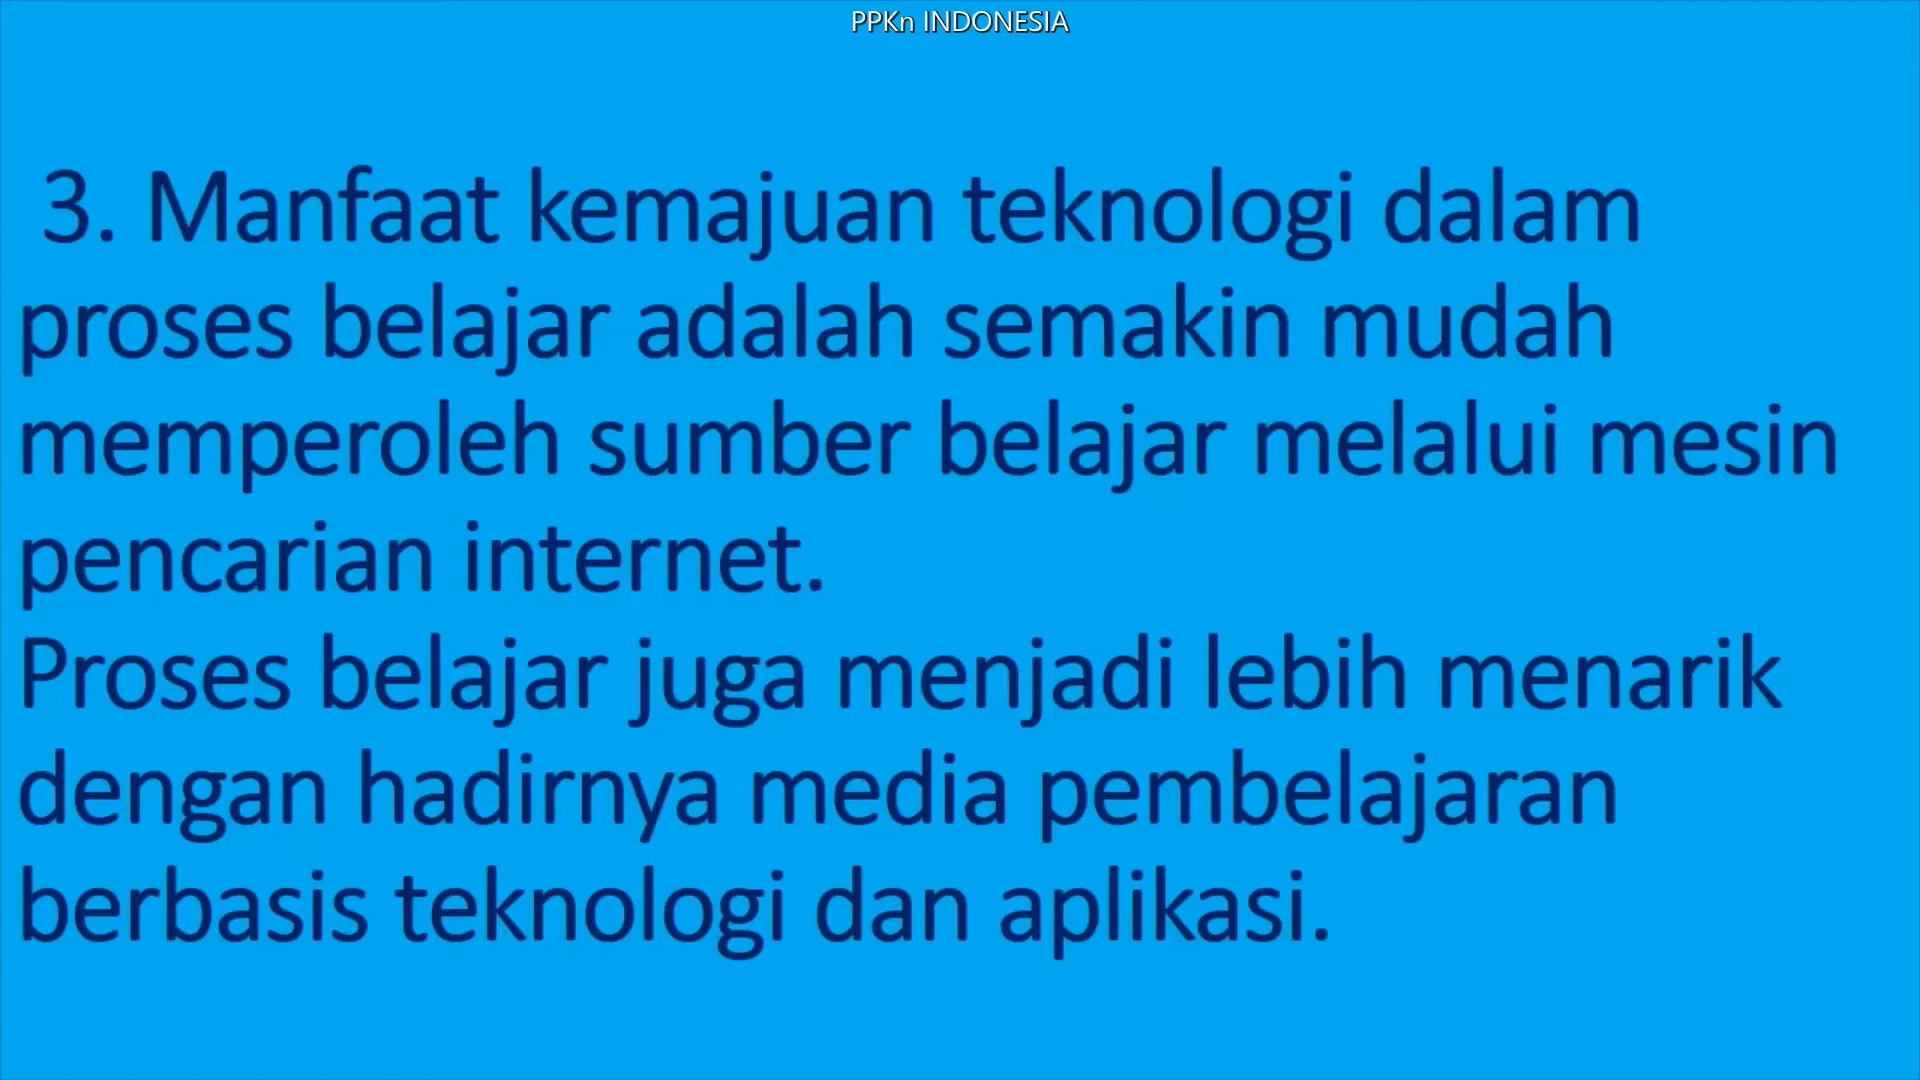 PPKn INDONESIA
3. Manfaat kemajuan teknologi dalam
proses belajar adalah semakin mudah
memperoleh sumber belajar melalui mesin
pencarian internet.
Proses belajar juga menjadi lebih menarik
dengan hadirnya media pembelajaran
berbasis teknologi dan aplikasi.